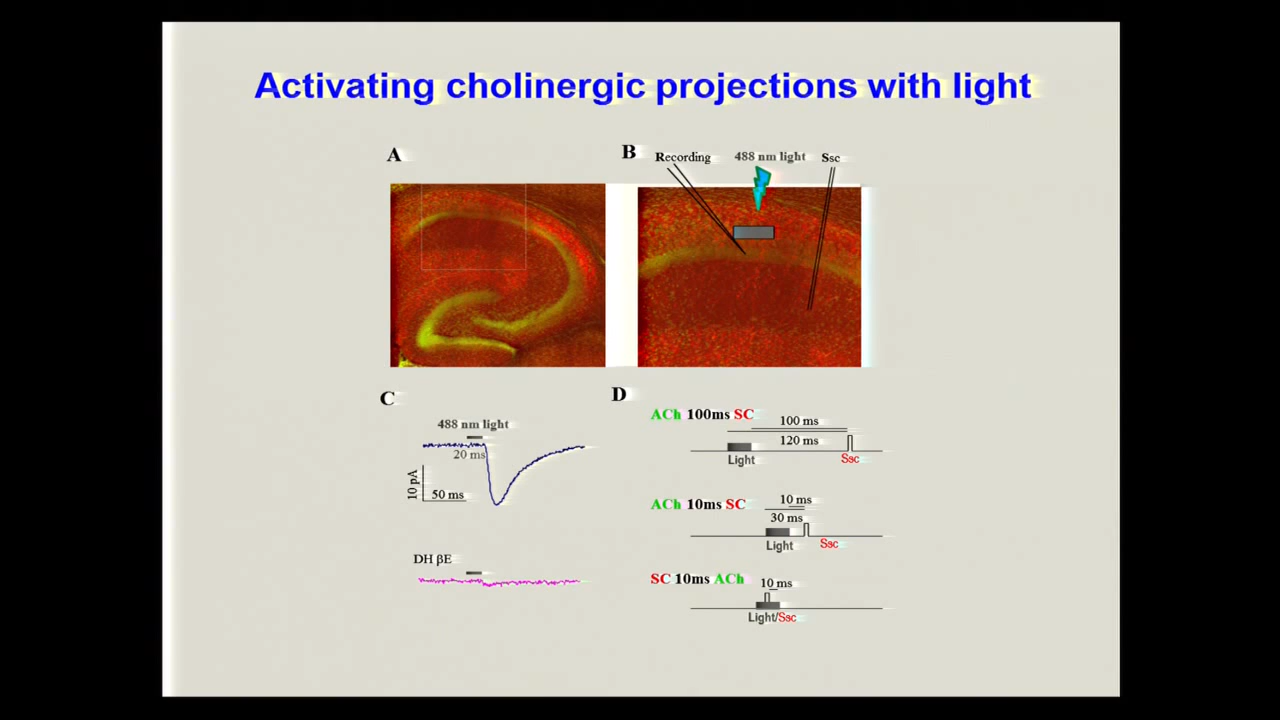 Activating cholinergic projections with light
A
B
Recording
488 nm light
Ssc
C
488 nm light
20 ms
10 pA
50 ms
DH βE
D
ACh 100ms SC
100 ms
120 ms
Light
Ssc
ACh 10ms SC
10 ms
30 ms
Light
Ssc
SC 10ms ACh
10 ms
Light/Ssc